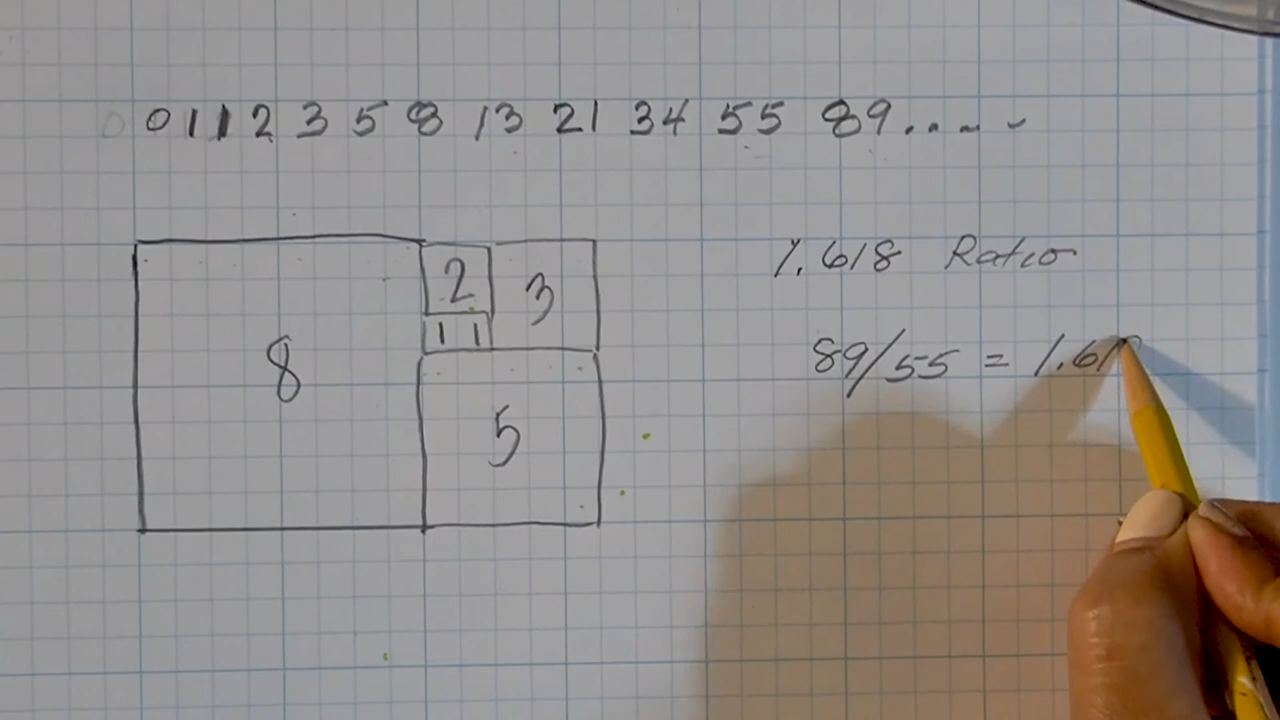 0 1 1 2 3 5 8 13 21 34 55 89....
8
2
3
1 1
5
1.618 Ratio
89/55 = 1.61